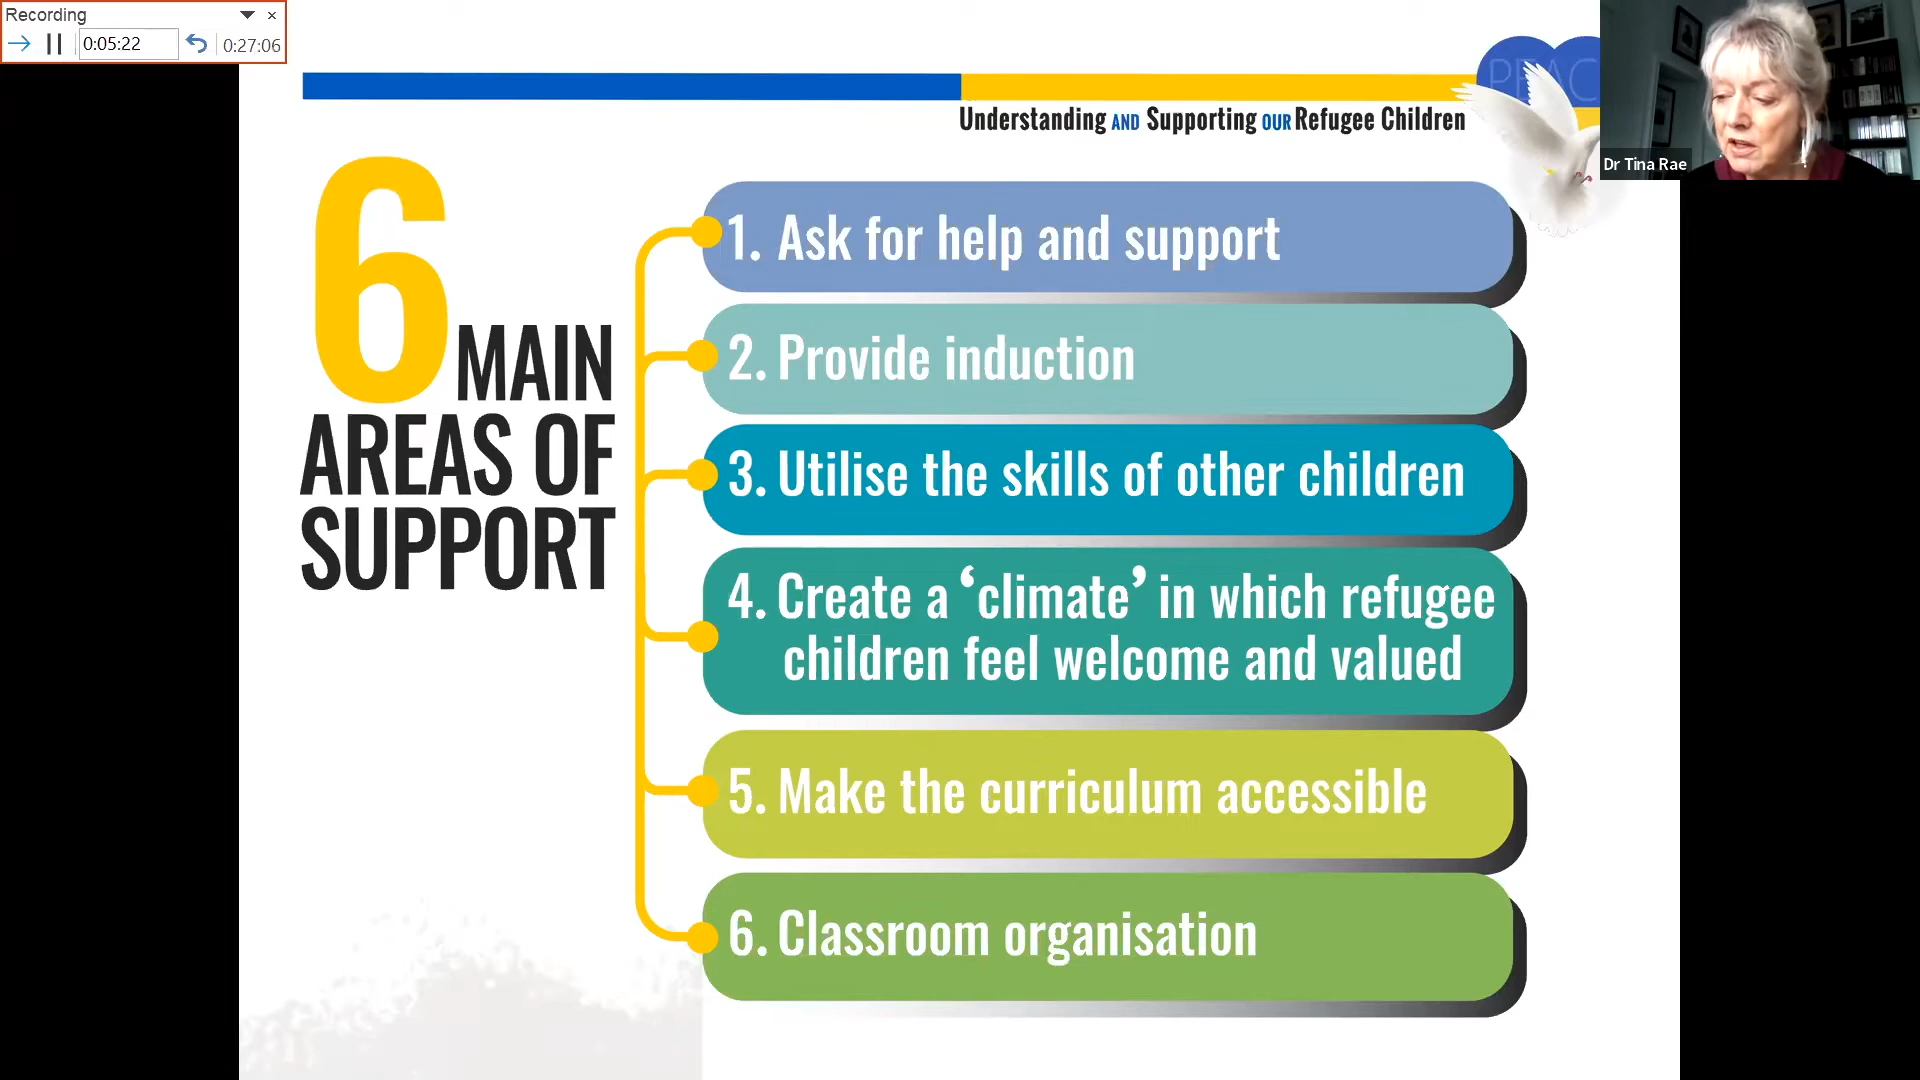 Recording
0:05:22
0:27:06
PEAC
Understanding AND Supporting OUR Refugee Children
Dr Tina Rae
6 MAIN
AREAS OF
SUPPORT
1. Ask for help and support
2. Provide induction
3. Utilise the skills of other children
4. Create a ‘climate’ in which refugee
children feel welcome and valued
5. Make the curriculum accessible
6. Classroom organisation